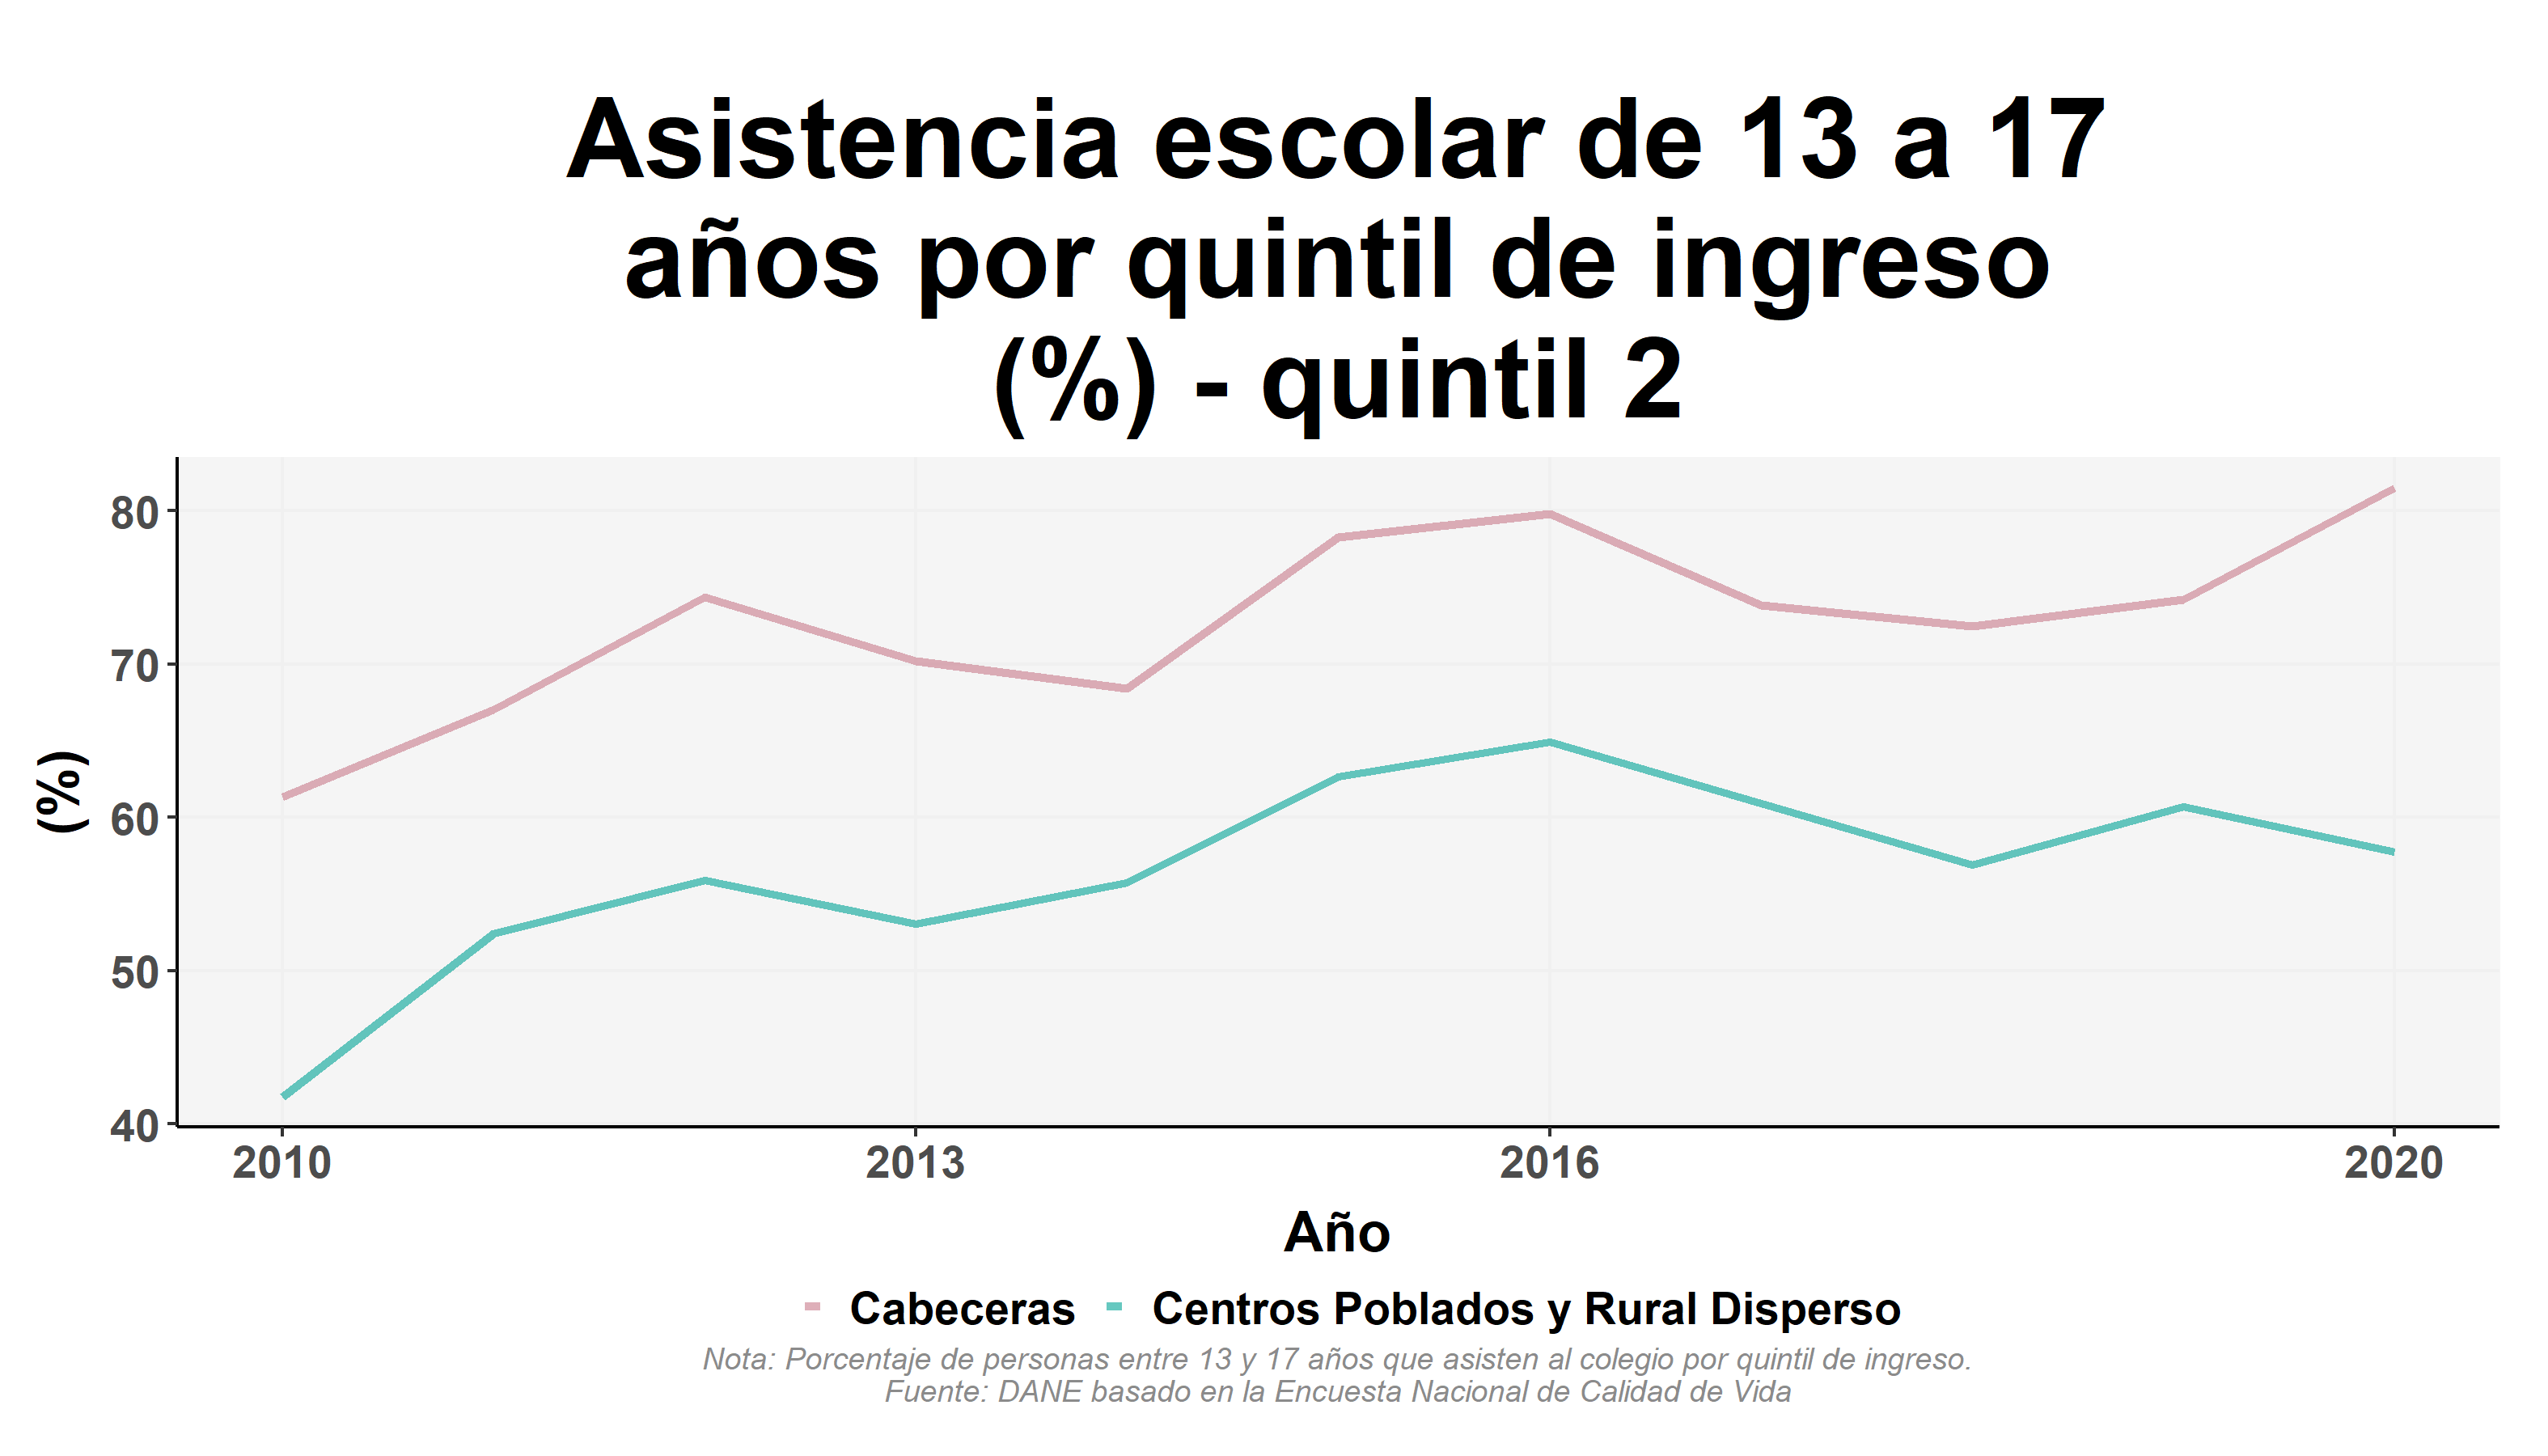 Asistencia escolar de 13 a 17
años por quintil de ingreso
(%) - quintil 2
80
70
60
50
40
(%)
2010 2013 2016 2020
Año
Cabeceras Centros Poblados y Rural Disperso
Nota: Porcentaje de personas entre 13 y 17 años que asisten al colegio por quintil de ingreso.
Fuente: DANE basado en la Encuesta Nacional de Calidad de Vida